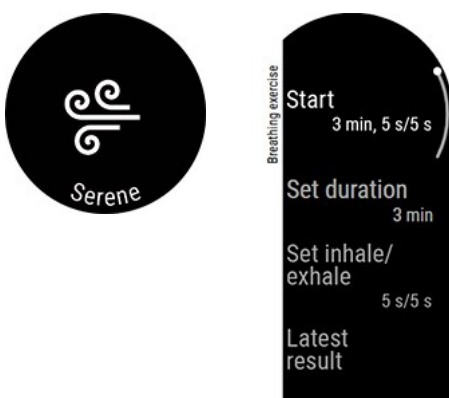 Serene
Breathing exercise
Start
3 min, 5 s/5 s
Set duration
3 min
Set inhale/
exhale
5 s/5 s
Latest
result